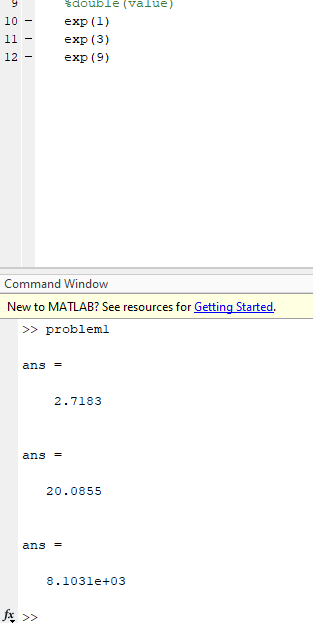 9 %double(value)
10 – exp(1)
11 – exp(3)
12 – exp(9)
Command Window
New to MATLAB? See resources for Getting Started.
>> problem1
ans =
2.7183
ans =
20.0855
ans =
8.1031e+03
fx >>